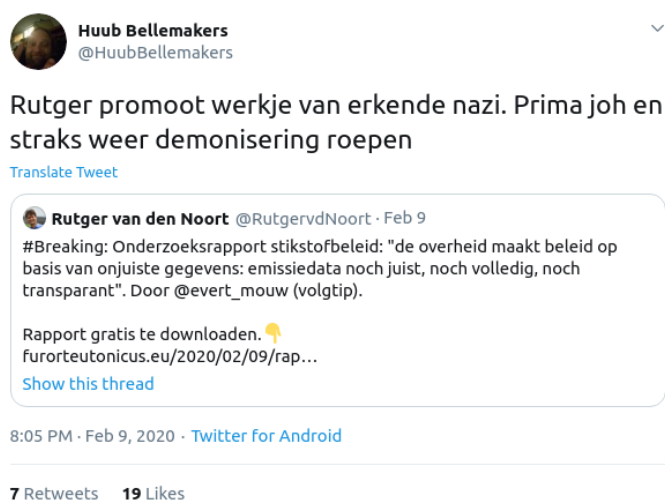 Huub Bellemakers
@HuubBellemakers
Rutger promoot werkje van erkende nazi. Prima joh en
straks weer demonisering roepen
Translate Tweet
Rutger van den Noort @RutgervdNoort · Feb 9
#Breaking: Onderzoeksrapport stikstofbeleid: "de overheid maakt beleid op
basis van onjuiste gegevens: emissiedata noch juist, noch volledig, noch
transparant". Door @evert_mouw (volgtip).
Rapport gratis te downloaden.👇
furorteutonicus.eu/2020/02/09/rap...
Show this thread
8:05 PM · Feb 9, 2020 · Twitter for Android
7 Retweets 19 Likes